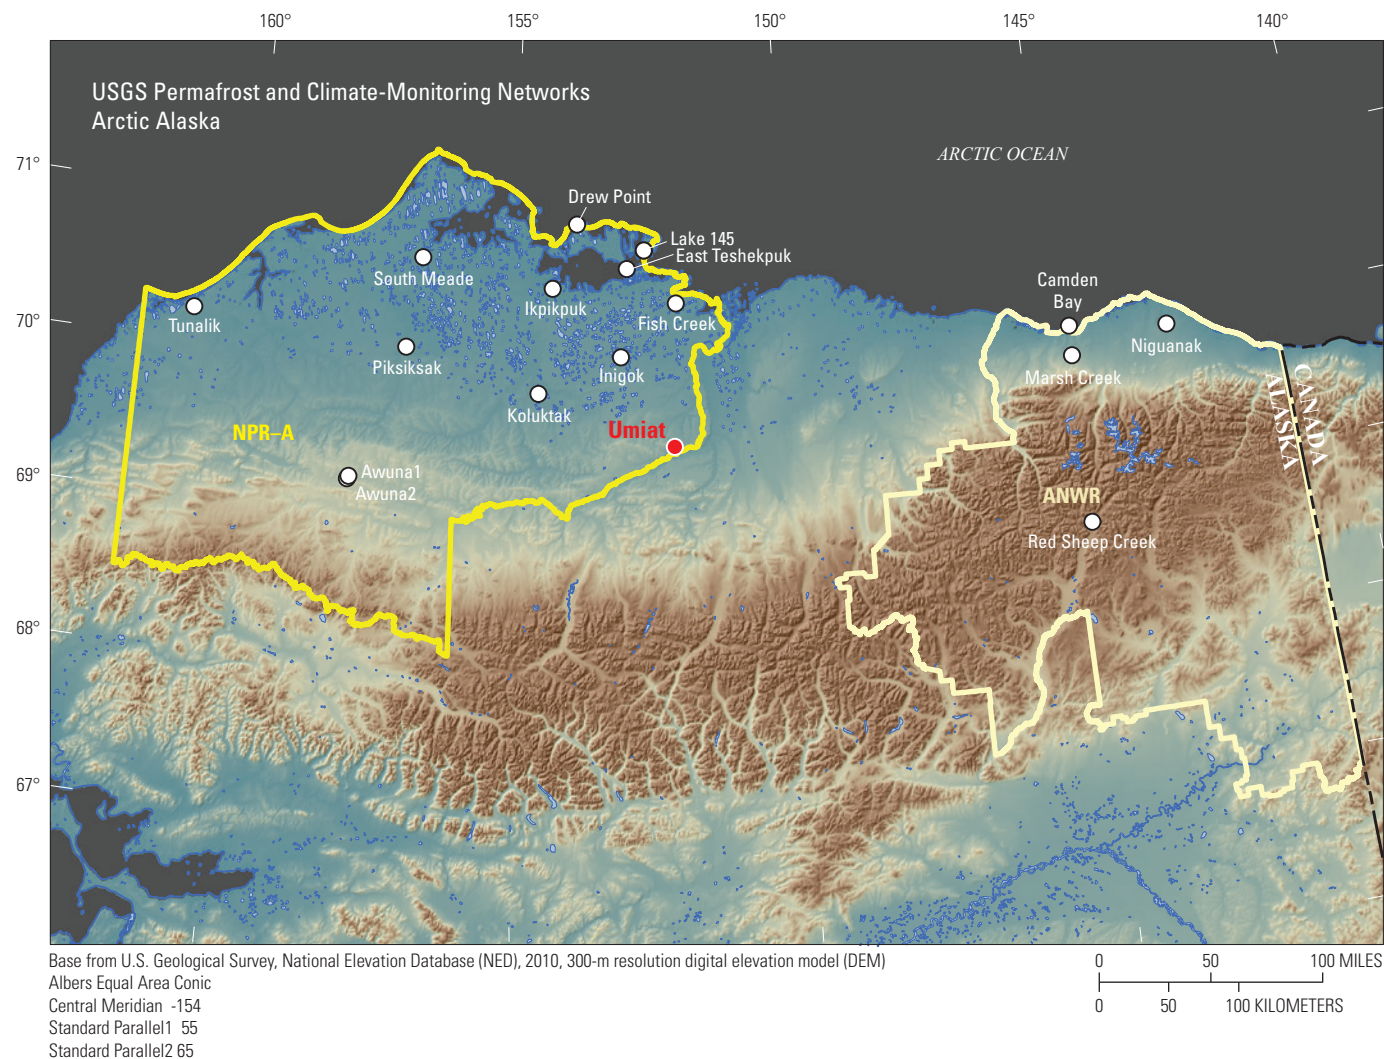 160°
155°
150°
145°
140°
USGS Permafrost and Climate-Monitoring Networks
Arctic Alaska
ARCTIC OCEAN
71°
Drew Point
Lake 145
East Teshekpuk
South Meade
Camden
Bay
Ikpikpuk
Fish Creek
70°
Tunalik
Niguanak
Piksiksak
Inigok
Marsh Creek
CANADA
ALASKA
Koluktak
NPR–A
Umiat
69°
Awuna1
Awuna2
ANWR
Red Sheep Creek
68°
67°
Base from U.S. Geological Survey, National Elevation Database (NED), 2010, 300-m resolution digital elevation model (DEM)
Albers Equal Area Conic
Central Meridian -154
Standard Parallel1 55
Standard Parallel2 65
0 50 100 MILES
0 50 100 KILOMETERS